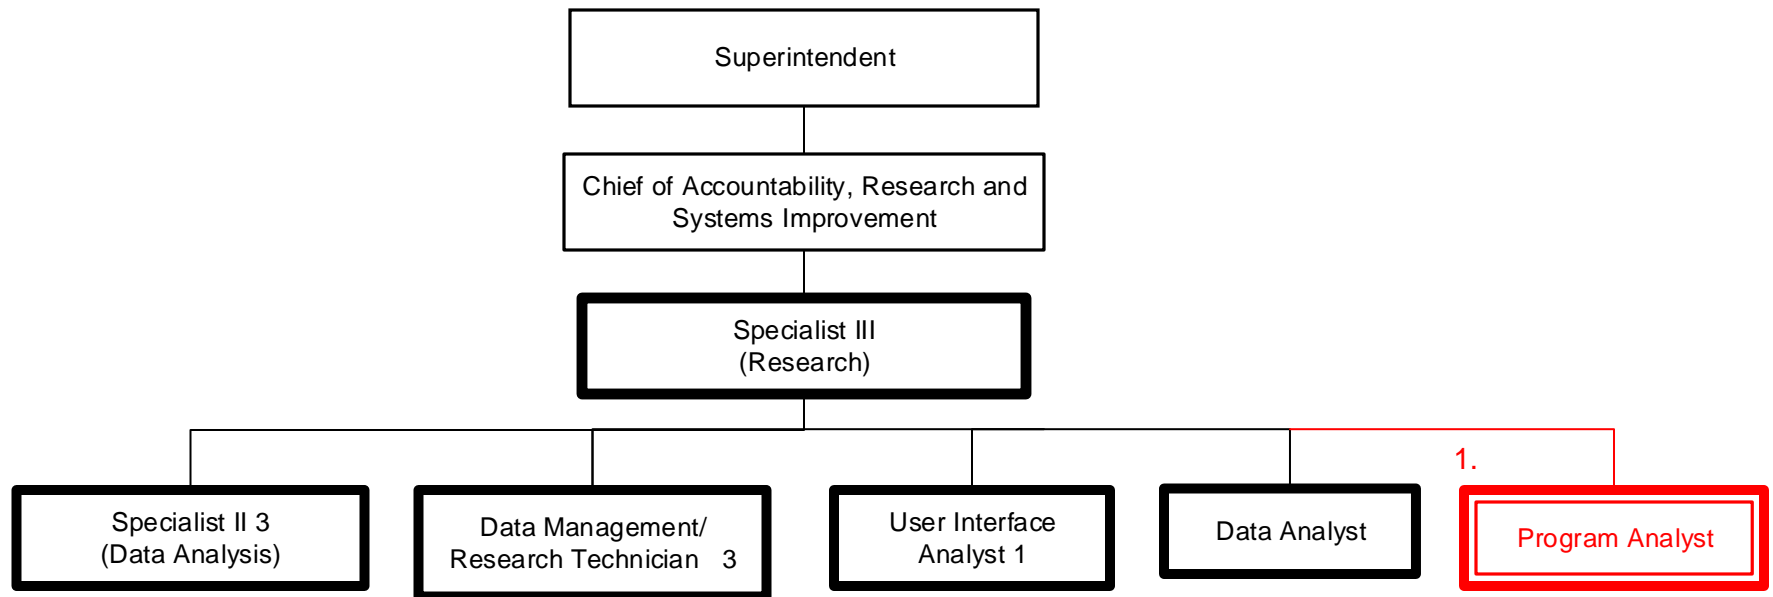 Superintendent
Chief of Accountability, Research and
Systems Improvement
Specialist III
(Research)
1.
Specialist II 3
(Data Analysis)
Data Management/
Research Technician 3
User Interface
Analyst 1
Data Analyst
Program Analyst